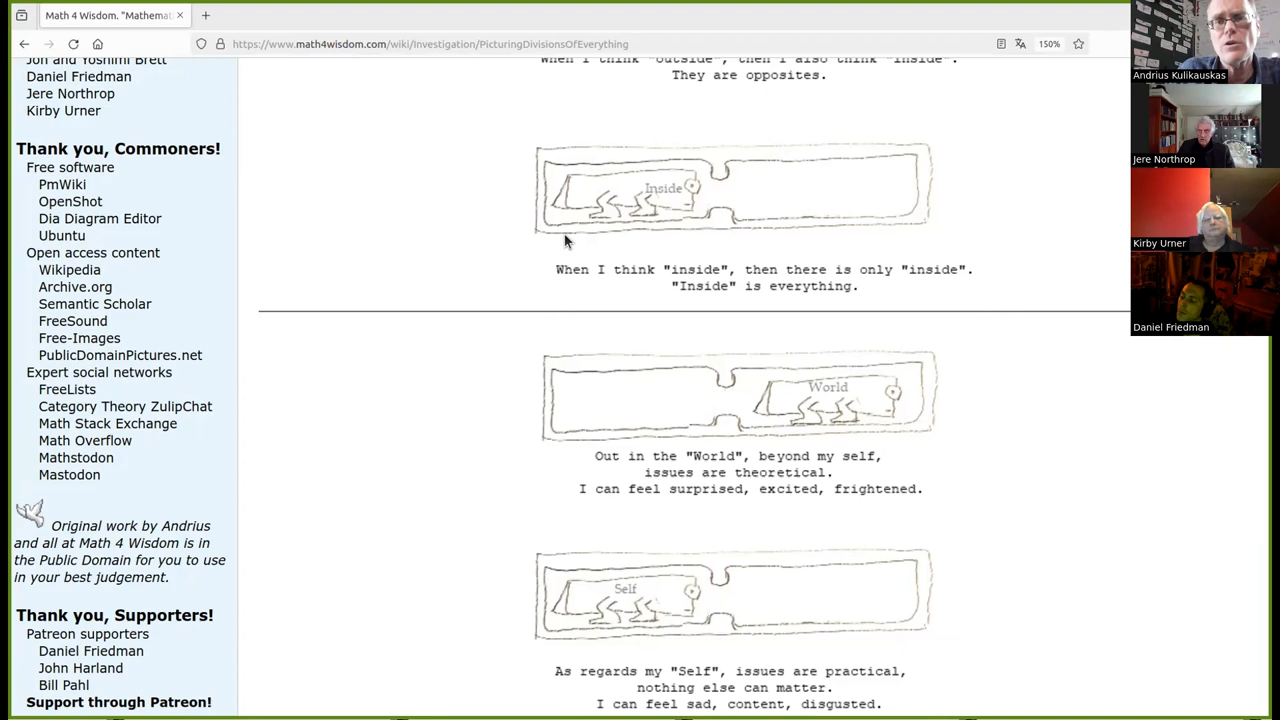 Math 4 Wisdom. "Mathemat
https://www.math4wisdom.com/wiki/Investigation/PicturingDivisionsOfEverything
150%
Jon and Yoshimi Brett
Daniel Friedman
Jere Northrop
Kirby Urner
Thank you, Commoners!
Free software
PmWiki
OpenShot
Dia Diagram Editor
Ubuntu
Open access content
Wikipedia
Archive.org
Semantic Scholar
FreeSound
Free-Images
PublicDomainPictures.net
Expert social networks
FreeLists
Category Theory ZulipChat
Math Stack Exchange
Math Overflow
Mathstodon
Mastodon
Original work by Andrius
and all at Math 4 Wisdom is in
the Public Domain for you to use
in your best judgement.
Thank you, Supporters!
Patreon supporters
Daniel Friedman
John Harland
Bill Pahl
Support through Patreon!
When I think "outside", then I also think "inside".
They are opposites.
Inside
When I think "inside", then there is only "inside".
"Inside" is everything.
World
Out in the "World", beyond my self,
issues are theoretical.
I can feel surprised, excited, frightened.
Self
As regards my "Self", issues are practical,
nothing else can matter.
I can feel sad, content, disgusted.
Andrius Kulikauskas
Jere Northrop
Kirby Urner
Daniel Friedman